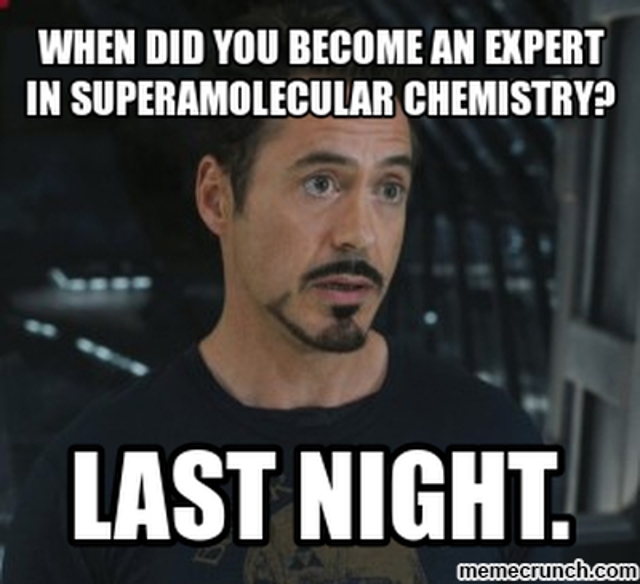 WHEN DID YOU BECOME AN EXPERT
IN SUPERAMOLECULAR CHEMISTRY?
LAST NIGHT.
memecrunch.com